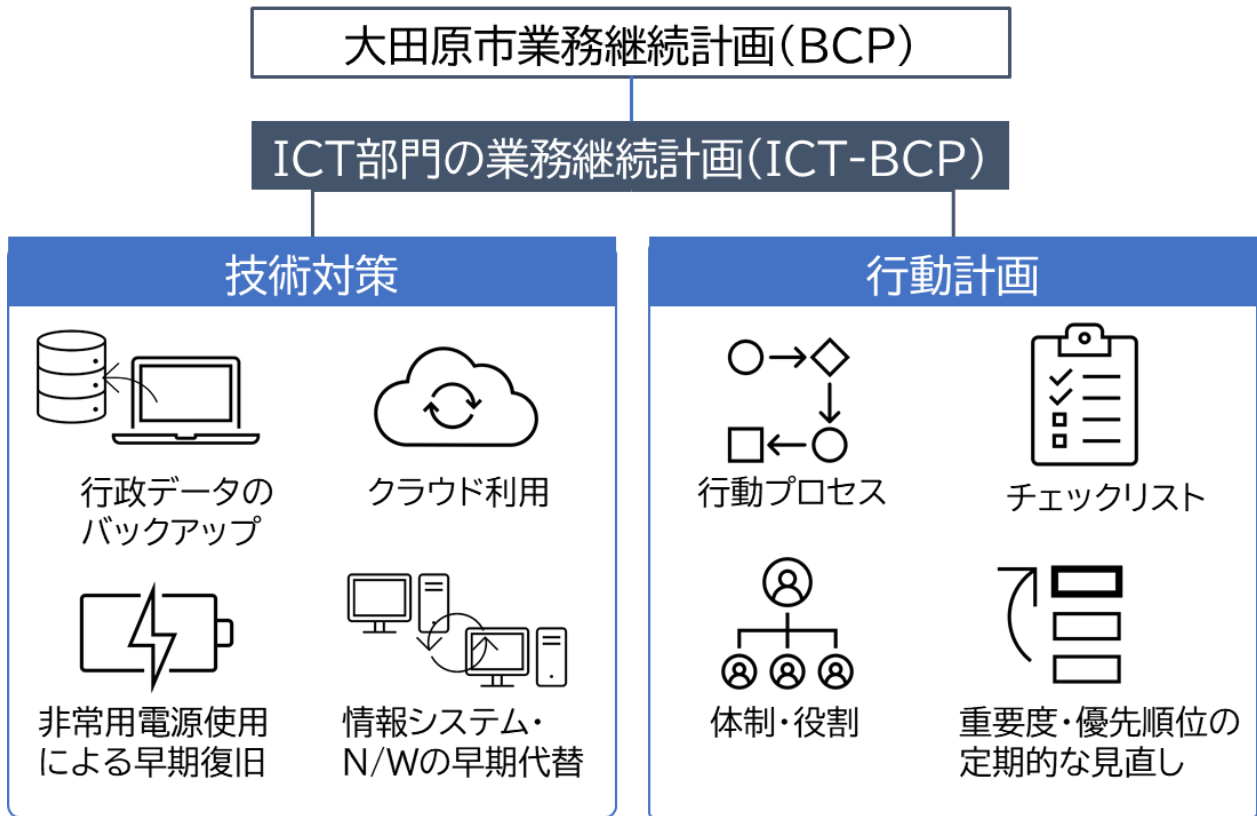 大田原市業務継続計画(BCP)
ICT部門の業務継続計画(ICT-BCP)
技術対策
行政データの
バックアップ
クラウド利用
非常用電源使用
による早期復旧
情報システム・
N/Wの早期代替
行動計画
行動プロセス
チェックリスト
体制・役割
重要度・優先順位の
定期的な見直し